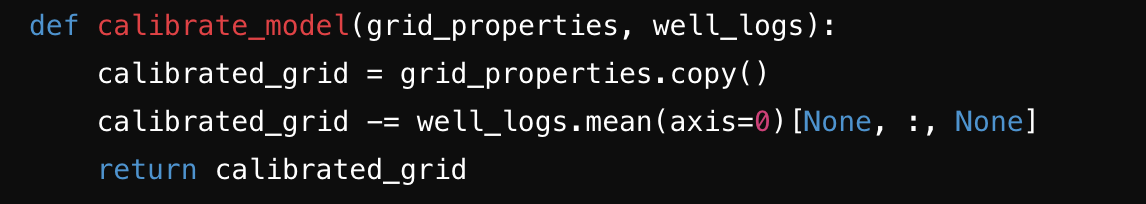 def calibrate_model(grid_properties, well_logs):
    calibrated_grid = grid_properties.copy()
    calibrated_grid -= well_logs.mean(axis=0)[None, :, None]
    return calibrated_grid